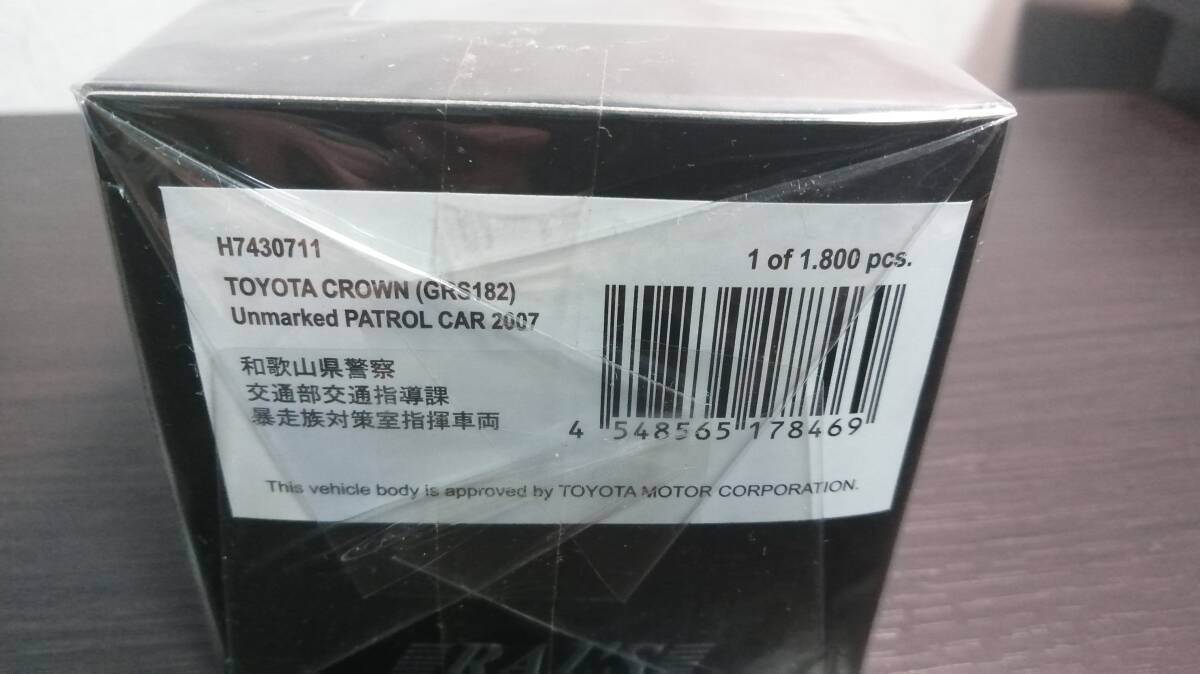 H7430711
1 of 1.800 pcs.
TOYOTA CROWN (GRS182)
Unmarked PATROL CAR 2007
和歌山県警察
交通部交通指導課
暴走族対策室指揮車両
4 548565 178469
This vehicle body is approved by TOYOTA MOTOR CORPORATION.
RAI'S